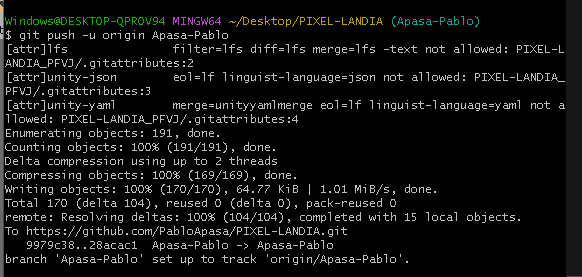 Windows@DESKTOP-QPROV94 MINGW64 ~/Desktop/PIXEL-LANDIA (Apasa-Pablo)
$ git push -u origin Apasa-Pablo
[attr]lfs              filter=lfs diff=lfs merge=lfs -text not allowed: PIXEL-L
ANDIA_PFVJ/.gitattributes:2
[attr]unity-json       eol=lf linguist-language=json not allowed: PIXEL-LANDIA_
PFVJ/.gitattributes:3
[attr]unity-yaml       merge=unityyamlmerge eol=lf linguist-language=yaml not a
llowed: PIXEL-LANDIA_PFVJ/.gitattributes:4
Enumerating objects: 191, done.
Counting objects: 100% (191/191), done.
Delta compression using up to 2 threads
Compressing objects: 100% (169/169), done.
Writing objects: 100% (170/170), 64.77 KiB | 1.01 MiB/s, done.
Total 170 (delta 104), reused 0 (delta 0), pack-reused 0
remote: Resolving deltas: 100% (104/104), completed with 15 local objects.
To https://github.com/PabloApasa/PIXEL-LANDIA.git
   9979c38..28acac1  Apasa-Pablo -> Apasa-Pablo
branch 'Apasa-Pablo' set up to track 'origin/Apasa-Pablo'.